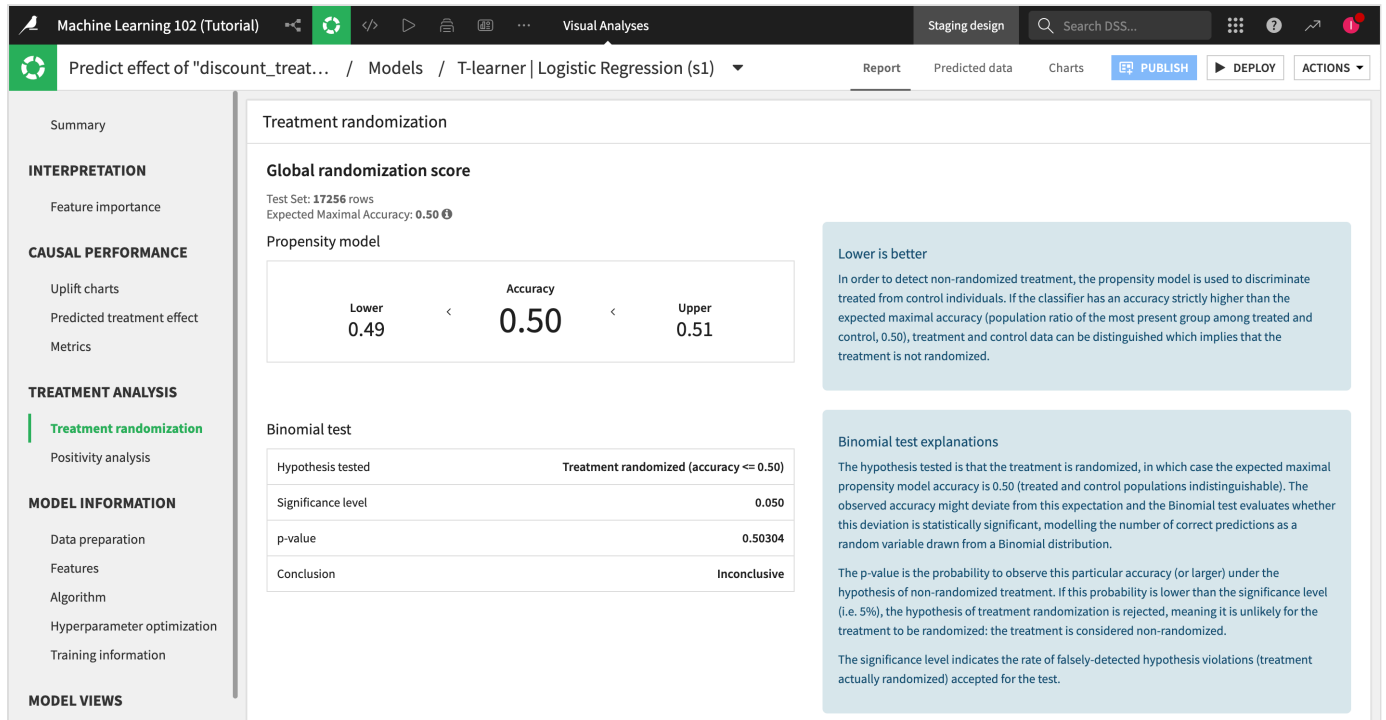 Machine Learning 102 (Tutorial)
Visual Analyses
Staging design
Search DSS...
I
Predict effect of "discount_treat... / Models / T-learner | Logistic Regression (s1)
Report
Predicted data
Charts
PUBLISH
DEPLOY
ACTIONS
Summary
INTERPRETATION
Feature importance
CAUSAL PERFORMANCE
Uplift charts
Predicted treatment effect
Metrics
TREATMENT ANALYSIS
Treatment randomization
Positivity analysis
MODEL INFORMATION
Data preparation
Features
Algorithm
Hyperparameter optimization
Training information
MODEL VIEWS
Treatment randomization
Global randomization score
Test Set: 17256 rows
Expected Maximal Accuracy: 0.50
Propensity model
Lower
0.49
<
Accuracy
0.50
<
Upper
0.51
Lower is better
In order to detect non-randomized treatment, the propensity model is used to discriminate
treated from control individuals. If the classifier has an accuracy strictly higher than the
expected maximal accuracy (population ratio of the most present group among treated and
control, 0.50), treatment and control data can be distinguished which implies that the
treatment is not randomized.
Binomial test
Hypothesis tested Treatment randomized (accuracy <= 0.50)
Significance level 0.050
p-value 0.50304
Conclusion Inconclusive
Binomial test explanations
The hypothesis tested is that the treatment is randomized, in which case the expected maximal
propensity model accuracy is 0.50 (treated and control populations indistinguishable). The
observed accuracy might deviate from this expectation and the Binomial test evaluates whether
this deviation is statistically significant, modelling the number of correct predictions as a
random variable drawn from a Binomial distribution.
The p-value is the probability to observe this particular accuracy (or larger) under the
hypothesis of non-randomized treatment. If this probability is lower than the significance level
(i.e. 5%), the hypothesis of treatment randomization is rejected, meaning it is unlikely for the
treatment to be randomized: the treatment is considered non-randomized.
The significance level indicates the rate of falsely-detected hypothesis violations (treatment
actually randomized) accepted for the test.